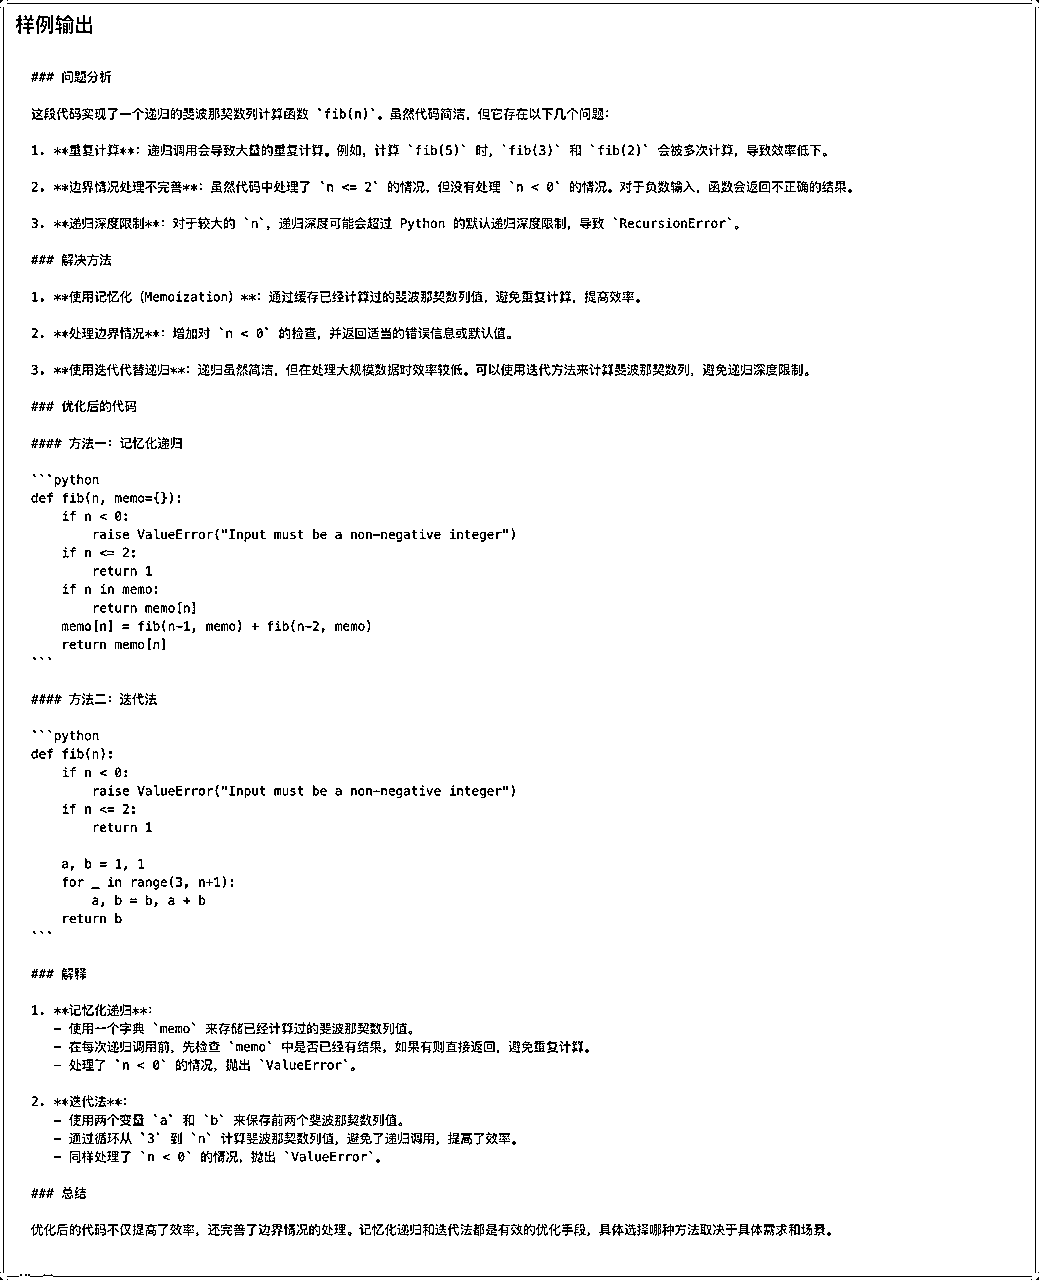 样例输出
### 问题分析
这段代码实现了一个递归的斐波那契数列计算函数 `fib(n)`。虽然代码简洁，但它存在以下几个问题：
1. **重复计算**：递归调用会导致大量的重复计算。例如，计算 `fib(5)` 时，`fib(3)` 和 `fib(2)` 会被多次计算，导致效率低下。
2. **边界情况处理不完善**：虽然代码中处理了 `n <= 2` 的情况，但没有处理 `n < 0` 的情况。对于负数输入，函数会返回不正确的结果。
3. **递归深度限制**：对于较大的 `n`，递归深度可能会超过 Python 的默认递归深度限制，导致 `RecursionError`。
### 解决方法
1. **使用记忆化（Memoization）**：通过缓存已经计算过的斐波那契数列值，避免重复计算，提高效率。
2. **处理边界情况**：增加对 `n < 0` 的检查，并返回适当的错误信息或默认值。
3. **使用迭代代替递归**：递归虽然简洁，但在处理大规模数据时效率较低。可以使用迭代方法来计算斐波那契数列，避免递归深度限制。
### 优化后的代码
#### 方法一：记忆化递归
```python
def fib(n, memo={}):
    if n < 0:
        raise ValueError("Input must be a non-negative integer")
    if n <= 2:
        return 1
    if n in memo:
        return memo[n]
    memo[n] = fib(n-1, memo) + fib(n-2, memo)
    return memo[n]
```
#### 方法二：迭代法
```python
def fib(n):
    if n < 0:
        raise ValueError("Input must be a non-negative integer")
    if n <= 2:
        return 1
    a, b = 1, 1
    for _ in range(3, n+1):
        a, b = b, a + b
    return b
```
### 解释
1. **记忆化递归**：
   - 使用一个字典 `memo` 来存储已经计算过的斐波那契数列值。
   - 在每次递归调用前，先检查 `memo` 中是否已经有结果，如果有则直接返回，避免重复计算。
   - 处理了 `n < 0` 的情况，抛出 `ValueError`。
2. **迭代法**：
   - 使用两个变量 `a` 和 `b` 来保存前两个斐波那契数列值。
   - 通过循环从 `3` 到 `n` 计算斐波那契数列值，避免了递归调用，提高了效率。
   - 同样处理了 `n < 0` 的情况，抛出 `ValueError`。
### 总结
优化后的代码不仅提高了效率，还完善了边界情况的处理。记忆化递归和迭代法都是有效的优化手段，具体选择哪种方法取决于具体需求和场景。